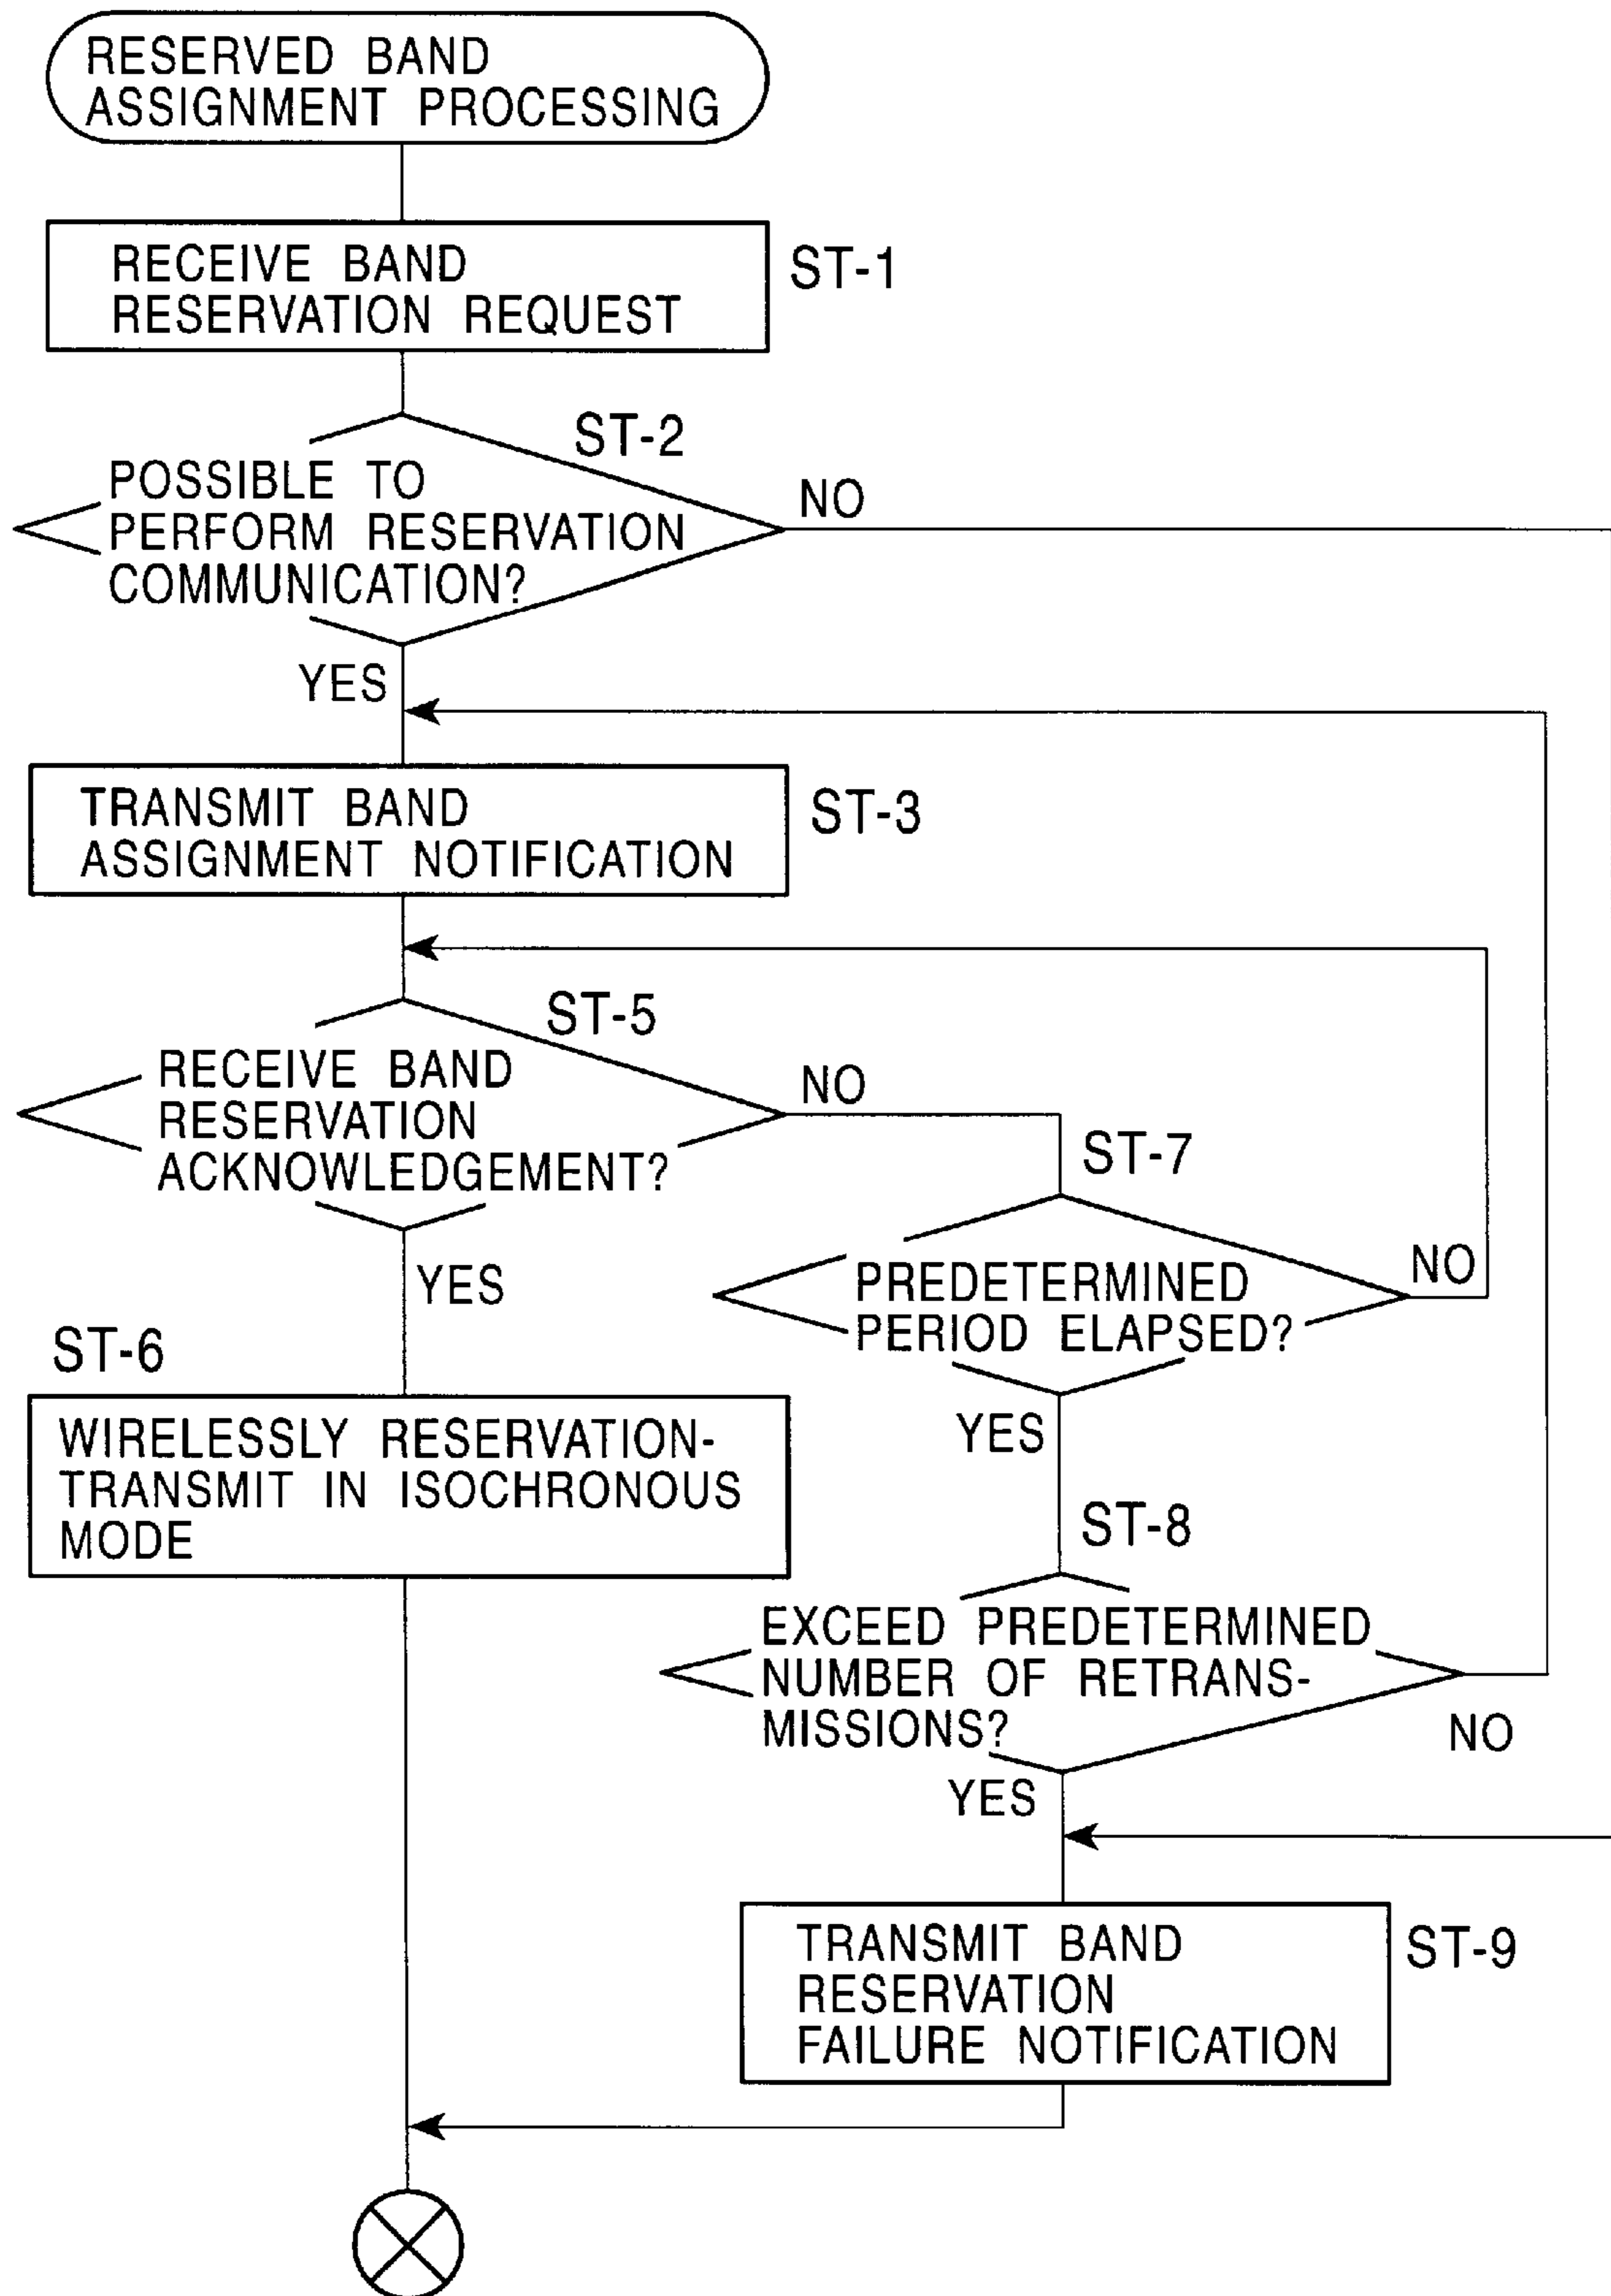 RESERVED BAND
ASSIGNMENT PROCESSING
RECEIVE BAND
RESERVATION REQUEST
ST-1
ST-2
POSSIBLE TO
PERFORM RESERVATION
COMMUNICATION?
NO
YES
TRANSMIT BAND
ASSIGNMENT NOTIFICATION
ST-3
ST-5
RECEIVE BAND
RESERVATION
ACKNOWLEDGEMENT?
NO
YES
ST-7
PREDETERMINED
PERIOD ELAPSED?
NO
YES
ST-6
WIRELESSLY RESERVATION-
TRANSMIT IN ISOCHRONOUS
MODE
ST-8
EXCEED PREDETERMINED
NUMBER OF RETRANS-
MISSIONS?
NO
YES
TRANSMIT BAND
RESERVATION
FAILURE NOTIFICATION
ST-9